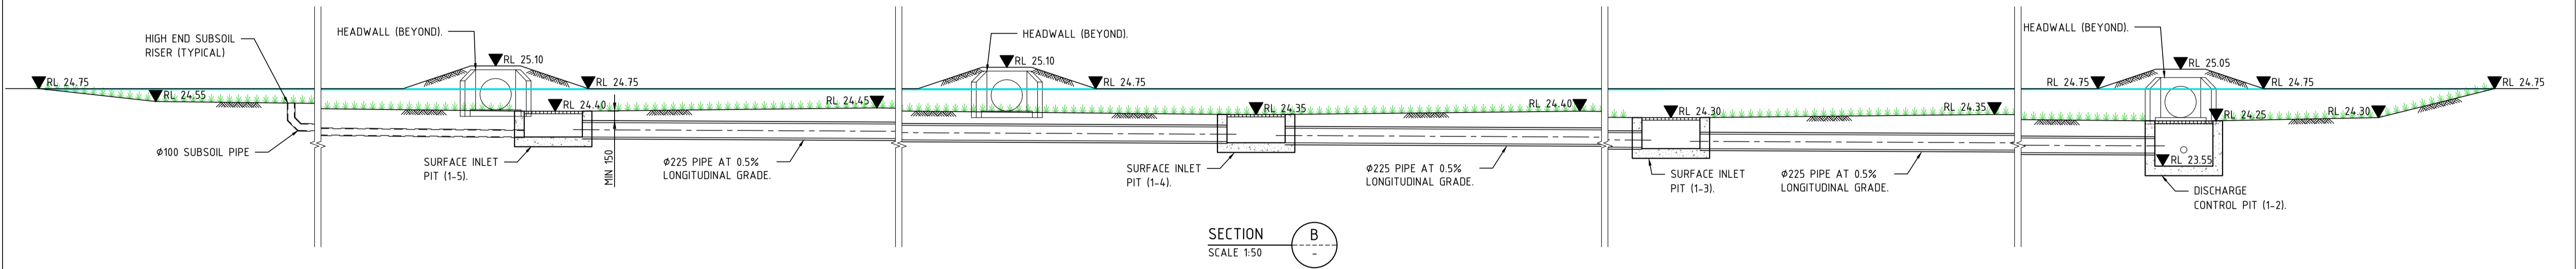 HIGH END SUBSOIL
RISER (TYPICAL)
RL 24.75
RL 24.55
Ø100 SUBSOIL PIPE
HEADWALL (BEYOND).
RL 25.10
RL 24.75
RL 24.40
SURFACE INLET
PIT (1-5).
MIN 150
Ø225 PIPE AT 0.5%
LONGITUDINAL GRADE.
RL 24.45
HEADWALL (BEYOND).
RL 25.10
RL 24.75
RL 24.35
SURFACE INLET
PIT (1-4).
Ø225 PIPE AT 0.5%
LONGITUDINAL GRADE.
RL 24.40
RL 24.30
SURFACE INLET
PIT (1-3).
Ø225 PIPE AT 0.5%
LONGITUDINAL GRADE.
RL 24.35
HEADWALL (BEYOND).
RL 25.05
RL 24.75
RL 24.75
RL 24.25
RL 24.30
RL 24.75
RL 23.55
DISCHARGE
CONTROL PIT (1-2).
SECTION
SCALE 1:50
B
-